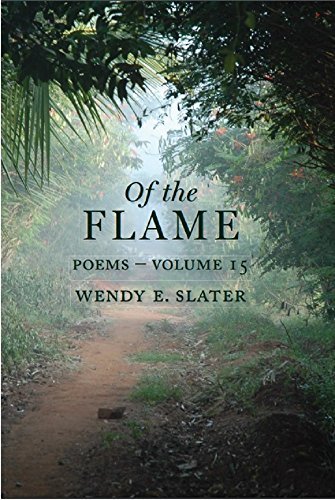 Of the
FLAME
POEMS – VOLUME 15
WENDY E. SLATER